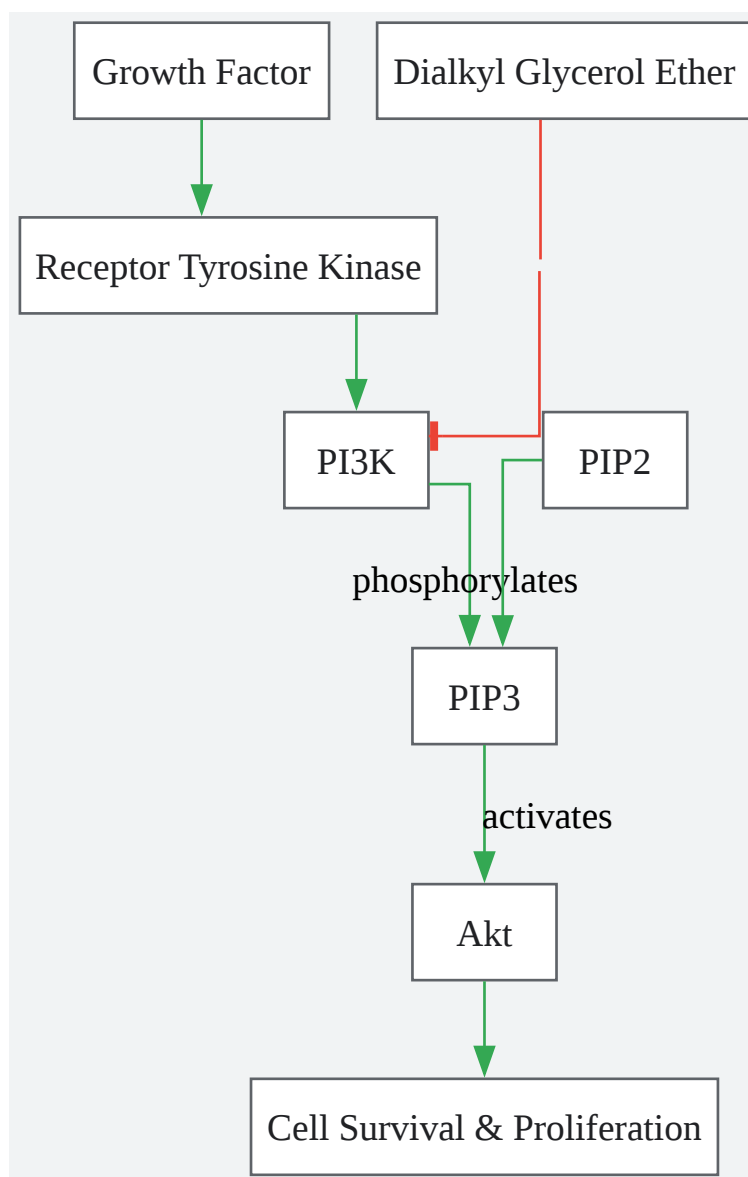 Growth Factor
Dialkyl Glycerol Ether
Receptor Tyrosine Kinase
PI3K
PIP2
phosphorylates
PIP3
activates
Akt
Cell Survival & Proliferation